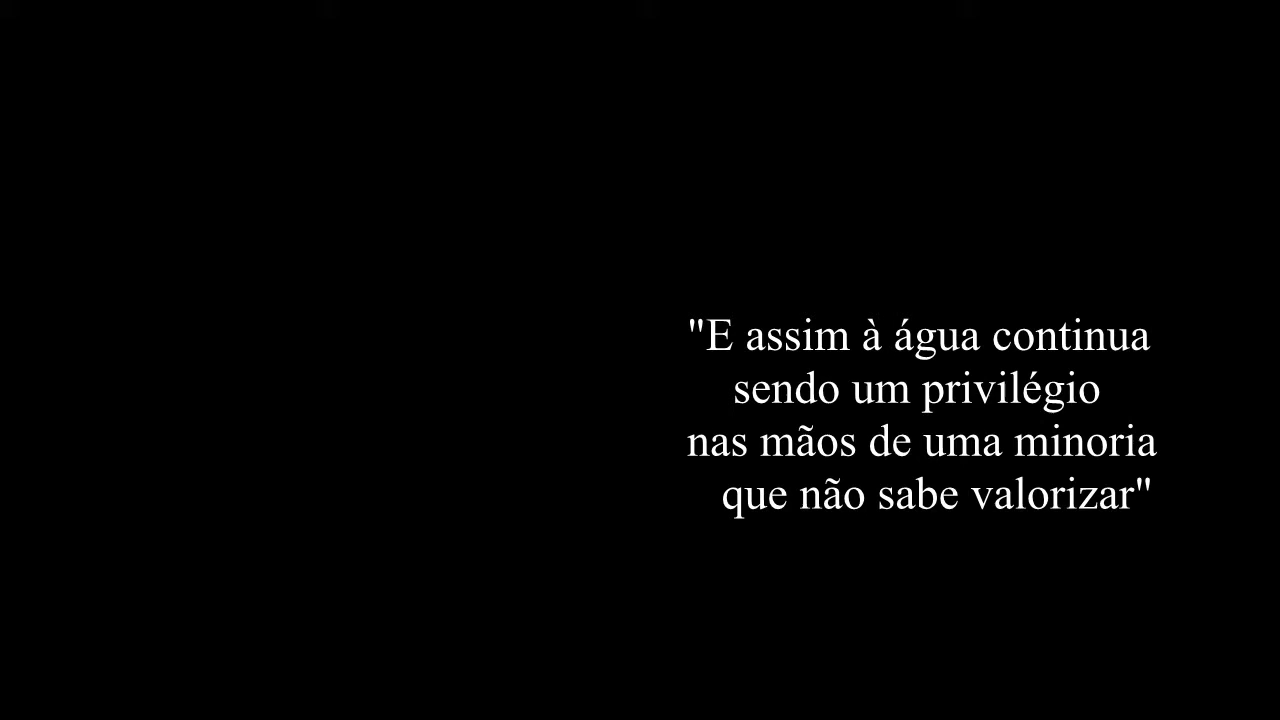 "E assim à água continua
sendo um privilégio
nas mãos de uma minoria
que não sabe valorizar"